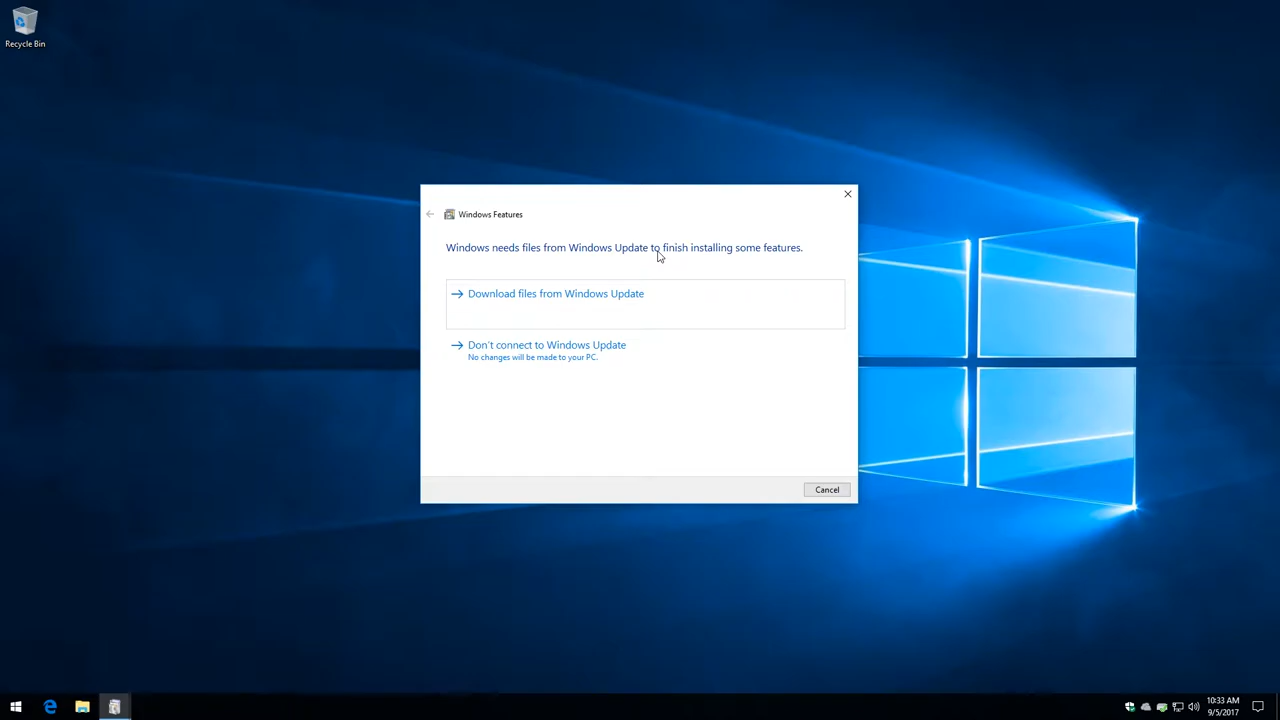 Recycle Bin
Windows Features
Windows needs files from Windows Update to finish installing some features.
Download files from Windows Update
Don't connect to Windows Update
No changes will be made to your PC.
Cancel
10:33 AM
9/5/2017